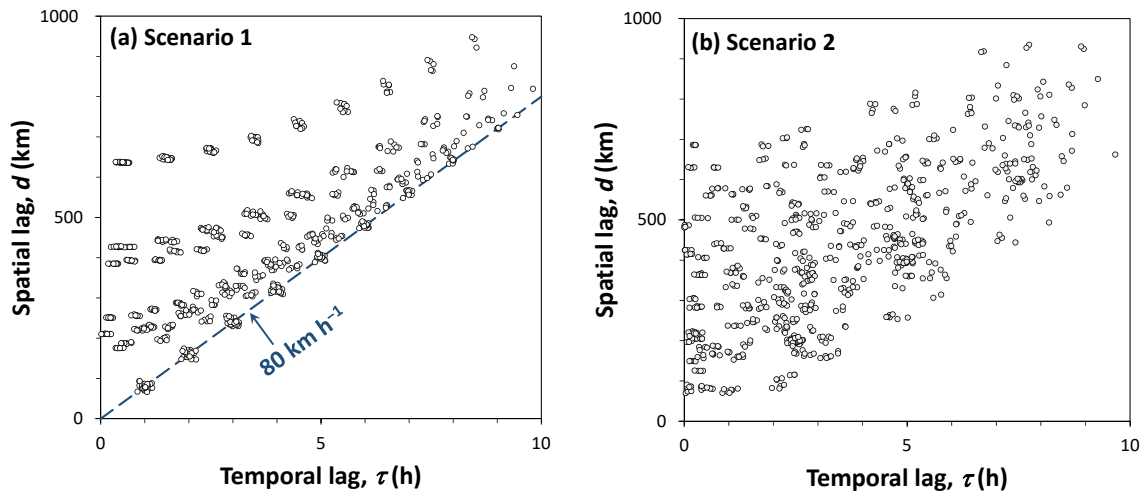 (a) Scenario 1
1000
500
0
Spatial lag, d (km)
80 km h⁻¹
0
5
10
Temporal lag, τ (h)
(b) Scenario 2
1000
500
0
Spatial lag, d (km)
0
5
10
Temporal lag, τ (h)